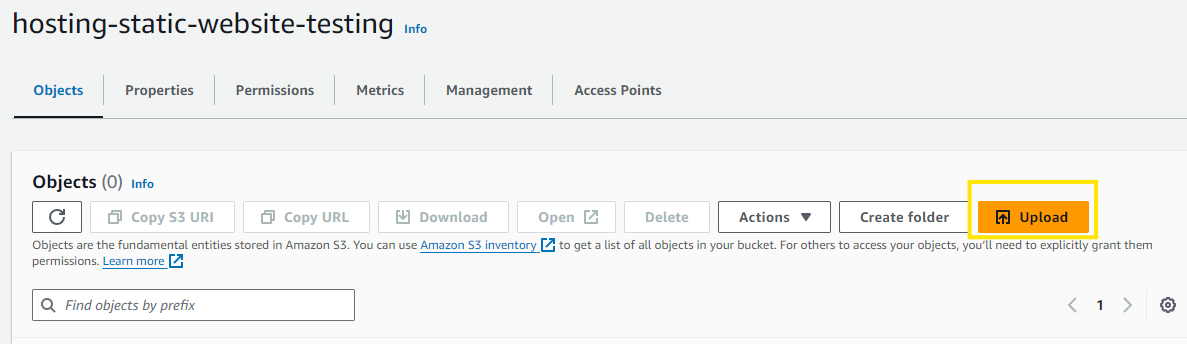 hosting-static-website-testing Info
Objects Properties Permissions Metrics Management Access Points
Objects (0) Info
Copy S3 URI Copy URL Download Open Delete Actions Create folder Upload
Objects are the fundamental entities stored in Amazon S3. You can use Amazon S3 inventory to get a list of all objects in your bucket. For others to access your objects, you'll need to explicitly grant them
permissions. Learn more
Find objects by prefix 1